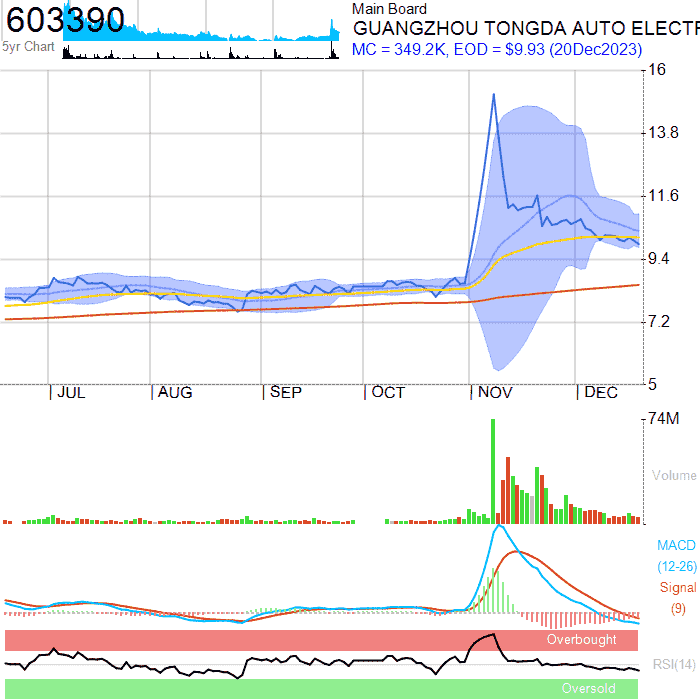 603390
5yr Chart
Main Board
GUANGZHOU TONGDA AUTO ELECTR
MC = 349.2K, EOD = $9.93 (20Dec2023)
16
13.8
11.6
9.4
7.2
5
JUL AUG SEP OCT NOV DEC
74M
Volume
MACD
(12-26)
Signal
(9)
Overbought
RSI(14)
Oversold